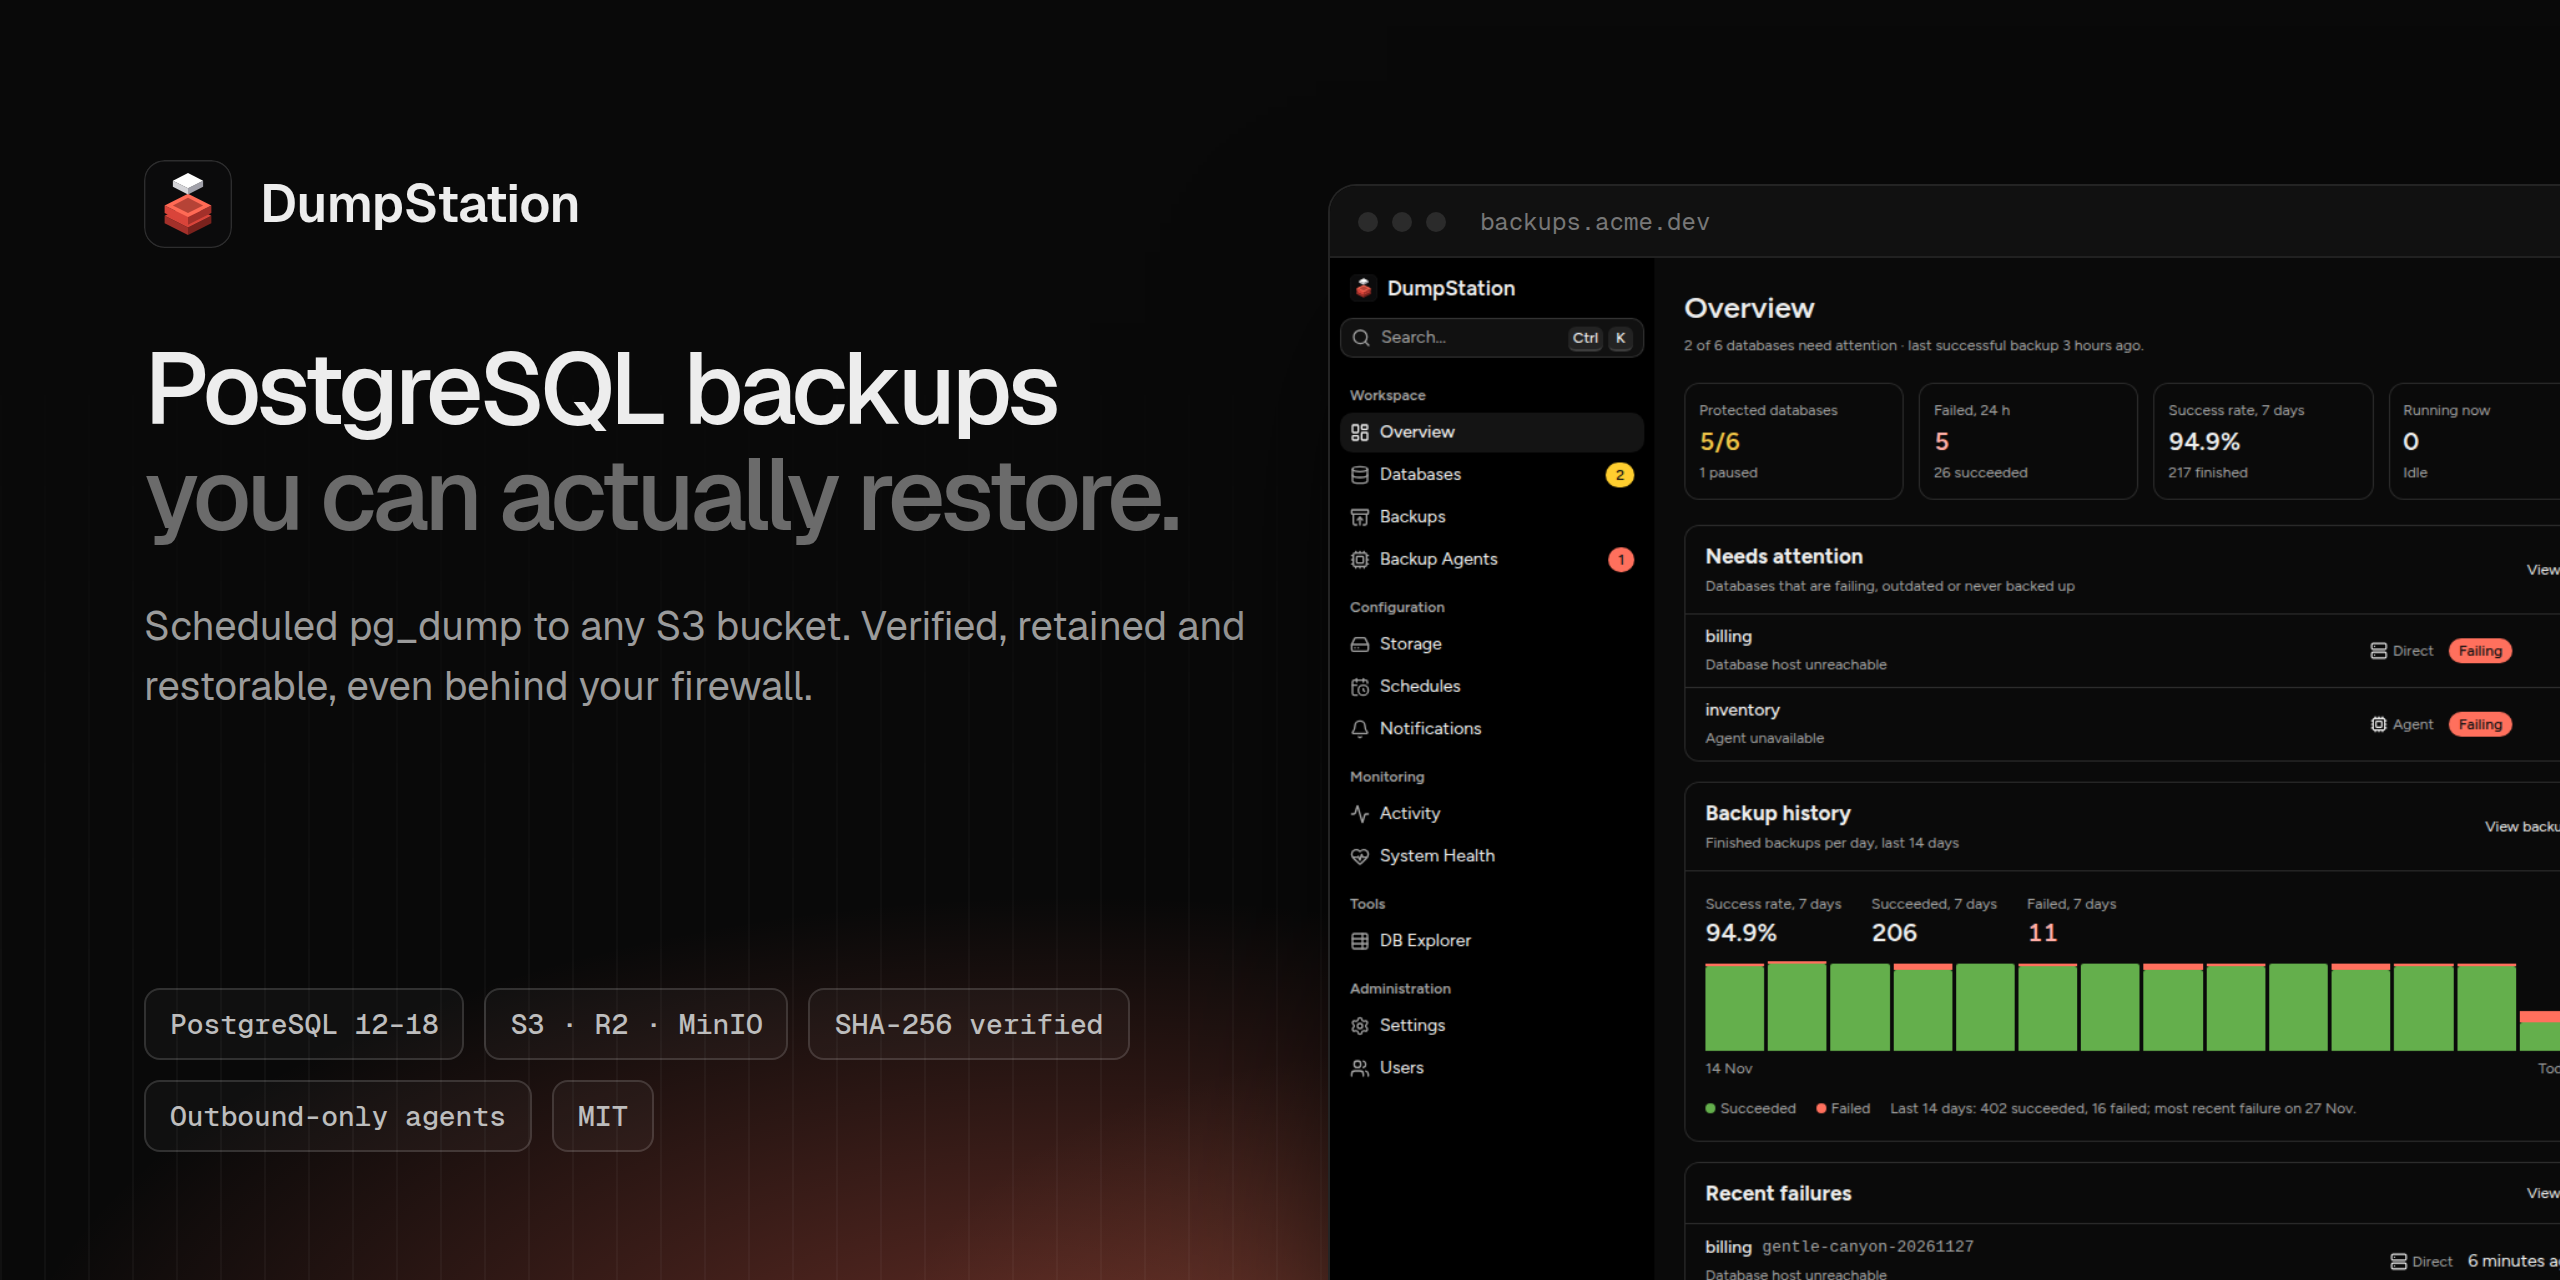 DumpStation
PostgreSQL backups
you can actually restore.
Scheduled pg_dump to any S3 bucket. Verified, retained and
restorable, even behind your firewall.
PostgreSQL 12–18
S3 · R2 · MinIO
SHA-256 verified
Outbound-only agents
MIT
backups.acme.dev
DumpStation
Search...
Ctrl K
Workspace
Overview
Databases 2
Backups
Backup Agents 1
Configuration
Storage
Schedules
Notifications
Monitoring
Activity
System Health
Tools
DB Explorer
Administration
Settings
Users
Overview
2 of 6 databases need attention · last successful backup 3 hours ago.
Protected databases
5/6
1 paused
Failed, 24 h
5
26 succeeded
Success rate, 7 days
94.9%
217 finished
Running now
0
Idle
Needs attention
View
Databases that are failing, outdated or never backed up
billing
Database host unreachable
Direct Failing
inventory
Agent unavailable
Agent Failing
Backup history
View
Finished backups per day, last 14 days
Success rate, 7 days
94.9%
Succeeded, 7 days
206
Failed, 7 days
11
14 Nov
Succeeded Failed Last 14 days: 402 succeeded, 16 failed; most recent failure on 27 Nov.
Recent failures
View
billing gentle-canyon-20261127
Direct 6 minutes
Database host unreachable